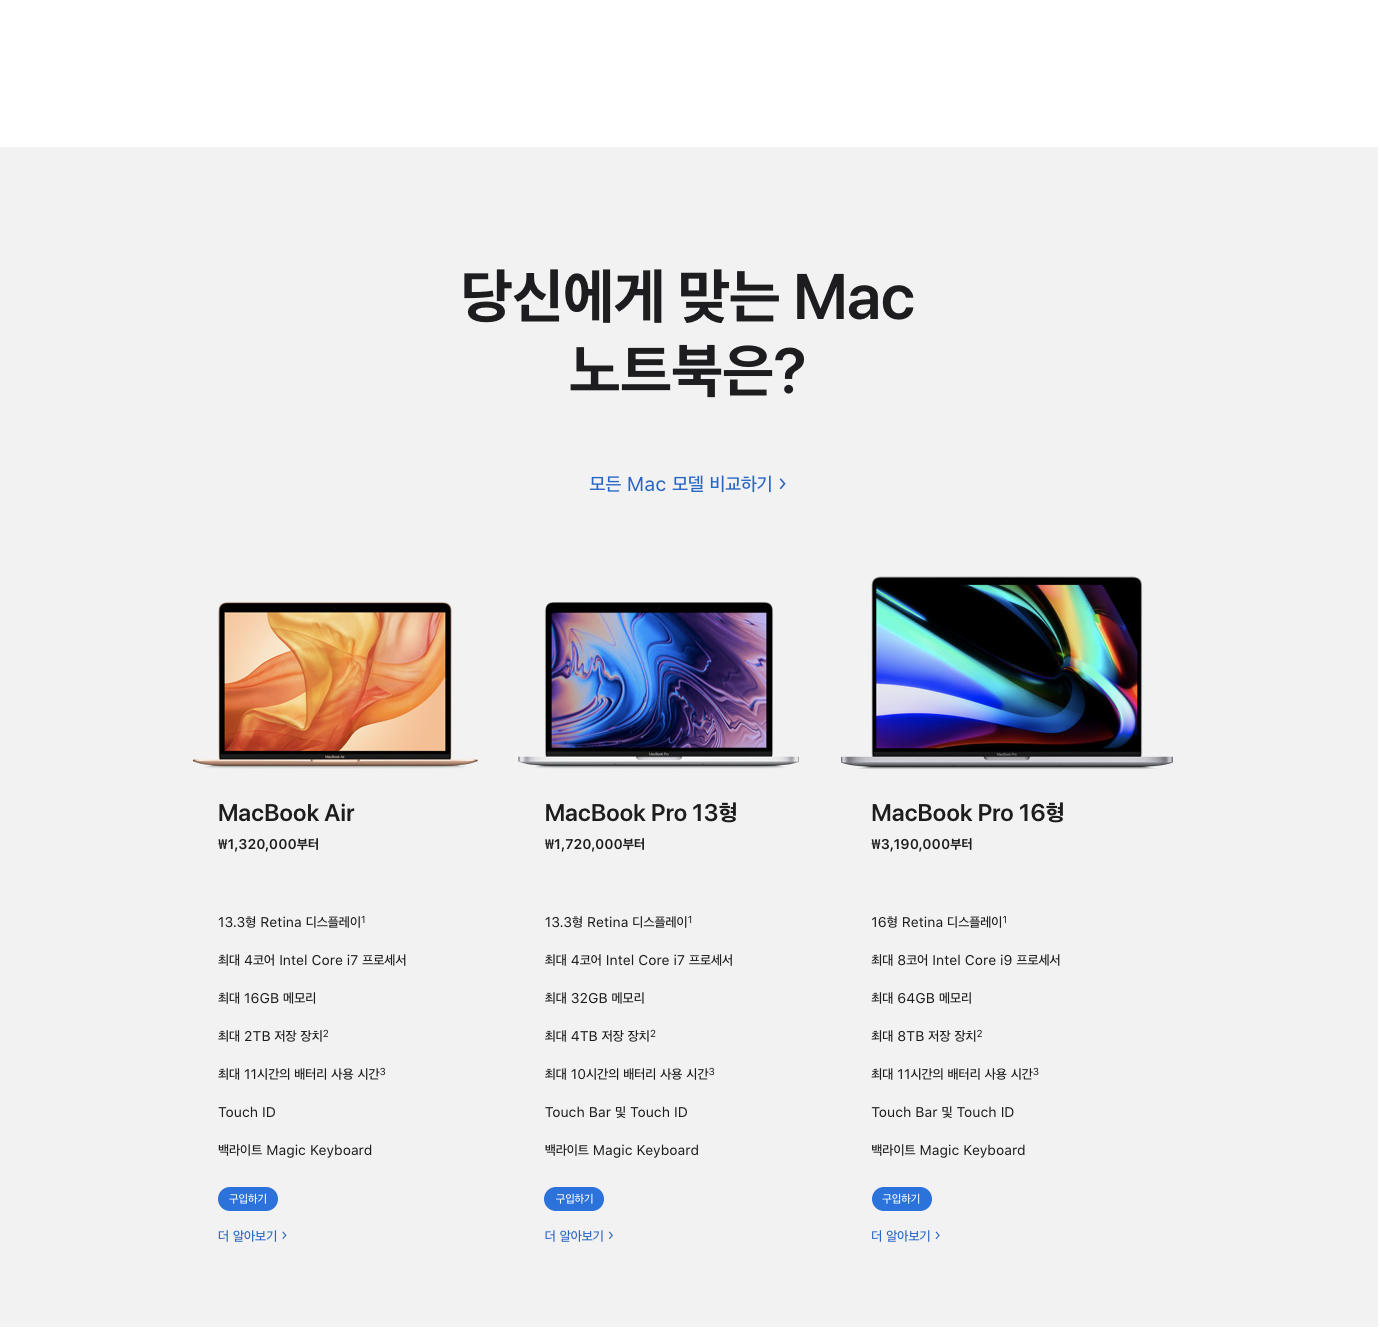 당신에게 맞는 Mac
노트북은?
모든 Mac 모델 비교하기 >
MacBook Air
MacBook Pro
MacBook Pro
MacBook Air
₩1,320,000부터
13.3형 Retina 디스플레이1
최대 4코어 Intel Core i7 프로세서
최대 16GB 메모리
최대 2TB 저장 장치2
최대 11시간의 배터리 사용 시간3
Touch ID
백라이트 Magic Keyboard
구입하기
더 알아보기 >
MacBook Pro 13형
₩1,720,000부터
13.3형 Retina 디스플레이1
최대 4코어 Intel Core i7 프로세서
최대 32GB 메모리
최대 4TB 저장 장치2
최대 10시간의 배터리 사용 시간3
Touch Bar 및 Touch ID
백라이트 Magic Keyboard
구입하기
더 알아보기 >
MacBook Pro 16형
₩3,190,000부터
16형 Retina 디스플레이1
최대 8코어 Intel Core i9 프로세서
최대 64GB 메모리
최대 8TB 저장 장치2
최대 11시간의 배터리 사용 시간3
Touch Bar 및 Touch ID
백라이트 Magic Keyboard
구입하기
더 알아보기 >